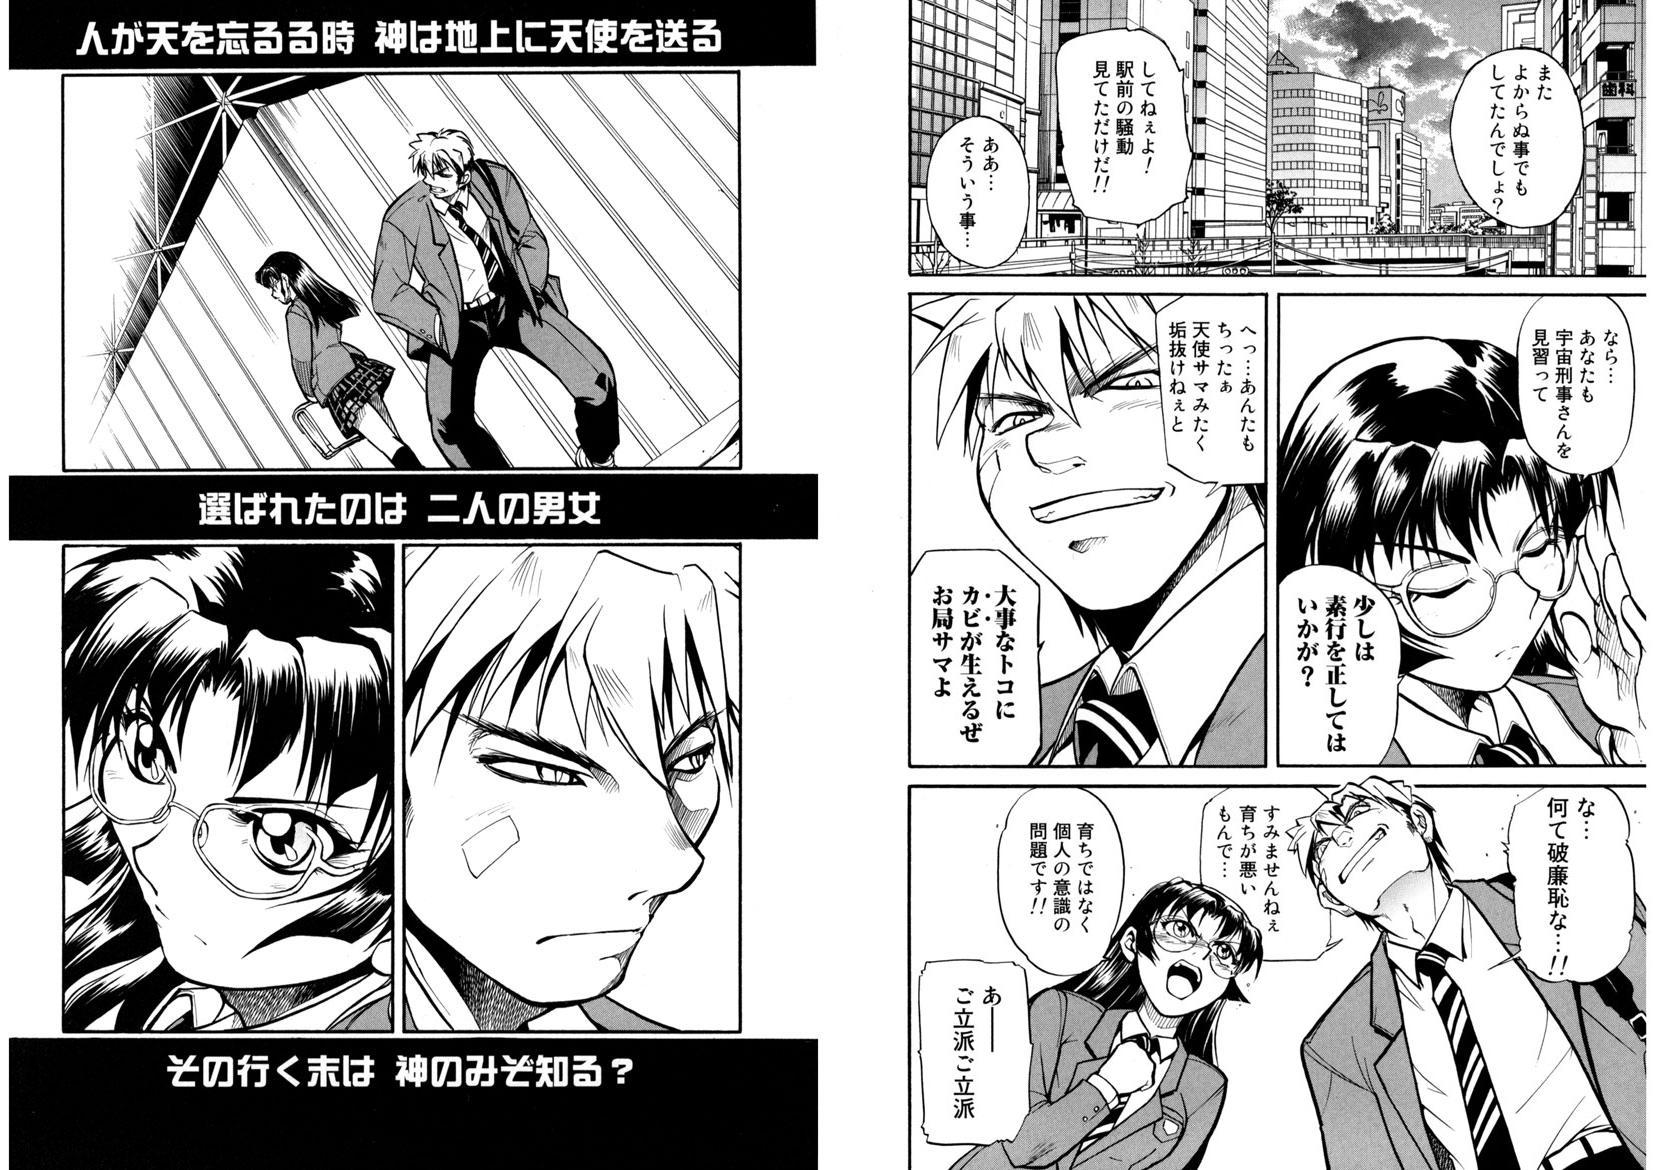 また
よからぬ事でも
してたんでしょ？
歯科
してねぇよ！
駅前の騒動
見てただけだ!!
ああ…
そういう事…
なら…
あなたも
宇宙刑事さんを
見習って
少しは
素行を正しては
いかが？
へっ…あんたも
ちったぁ
天使サマみたく
垢抜けねぇと
大事なトコに
カビが生えるぜ
お局サマよ
な…
何て破廉恥な…!!
すみませんねぇ
育ちが悪い
もんで…
育ちではなく
個人の意識の
問題です!!
あ――
ご立派ご立派
人が天を忘るる時 神は地上に天使を送る
選ばれたのは 二人の男女
その行く末は 神のみぞ知る？